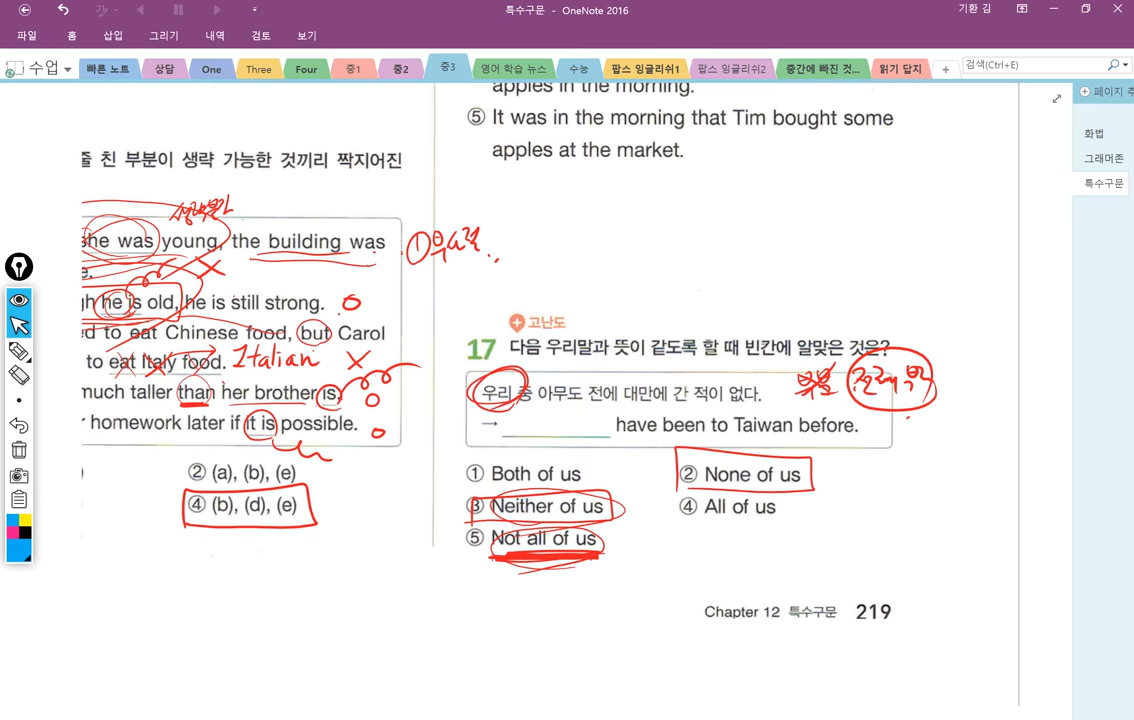 특수구문 - OneNote 2016
기환 김
파일 홈 삽입 그리기 내역 검토 보기
수업 빠른 노트 상담 One Three Four 중1 중2 중3 영어 학습 뉴스 수능 팝스 잉글리쉬1 팝스 잉글리쉬2 중간에 빠진 것... 읽기 답지 + 검색(Ctrl+E)
페이지 추
화법
그래머존
특수구문
줄 친 부분이 생략 가능한 것끼리 짝지어진
she was young, the building was
e.
gh he is old, he is still strong.
ed to eat Chinese food, but Carol
to eat Italy food. Italian
much taller than her brother is,
r homework later if it is possible.
② (a), (b), (e)
④ (b), (d), (e)
apples in the morning.
⑤ It was in the morning that Tim bought some
apples at the market.
고난도
17 다음 우리말과 뜻이 같도록 할 때 빈칸에 알맞은 것은?
우리 중 아무도 전에 대만에 간 적이 없다.
→ __________ have been to Taiwan before.
① Both of us
② None of us
③ Neither of us
④ All of us
⑤ Not all of us
Chapter 12 특수구문 219